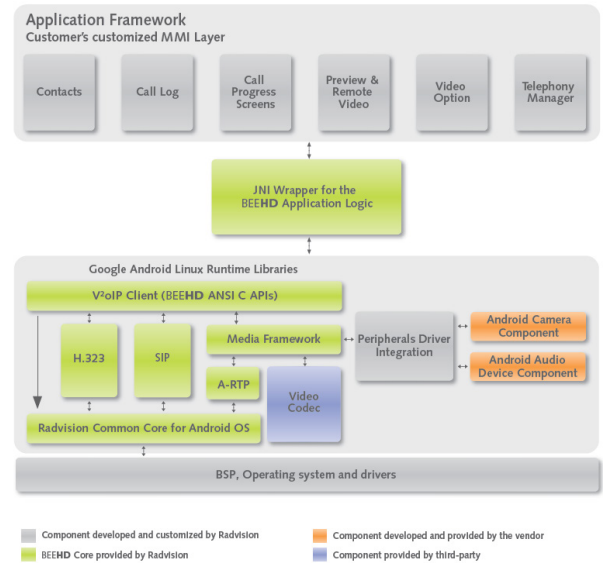 Application Framework
Customer's customized MMI Layer
Contacts
Call Log
Call
Progress
Screens
Preview &
Remote
Video
Video
Option
Telephony
Manager
JNI Wrapper for the
BEEHD Application Logic
Google Android Linux Runtime Libraries
V²oIP Client (BEEHD ANSI C APIs)
H.323
SIP
Media Framework
A-RTP
Video
Codec
Peripherals Driver
Integration
Android Camera
Component
Android Audio
Device Component
Radvision Common Core for Android OS
BSP, Operating system and drivers
Component developed and customized by Radvision
Component developed and provided by the vendor
BEEHD Core provided by Radvision
Component provided by third-party